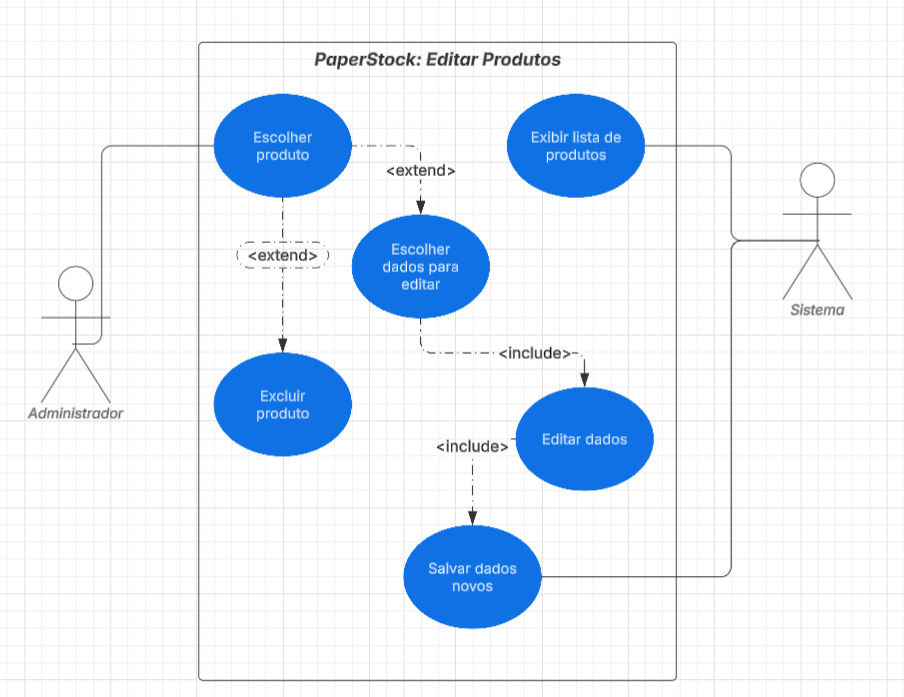 PaperStock: Editar Produtos
Escolher
produto
Exibir lista de
produtos
<extend>
Escolher
dados para
editar
<extend>
Sistema
<include>
Excluir
produto
Administrador
Editar dados
<include>
Salvar dados
novos